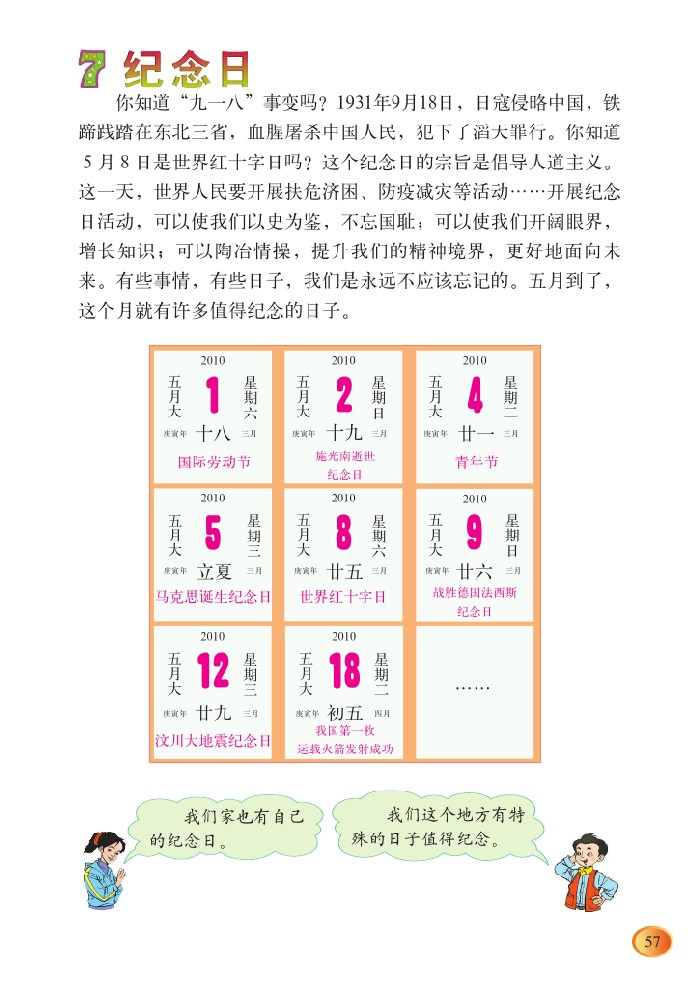 7 纪念日
你知道“九一八”事变吗？1931年9月18日，日寇侵略中国，铁
蹄践踏在东北三省，血腥屠杀中国人民，犯下了滔天罪行。你知道
5月8日是世界红十字日吗？这个纪念日的宗旨是倡导人道主义。
这一天，世界人民要开展扶危济困、防疫减灾等活动……开展纪念
日活动，可以使我们以史为鉴，不忘国耻；可以使我们开阔眼界，
增长知识；可以陶冶情操，提升我们的精神境界，更好地面向未
来。有些事情，有些日子，我们是永远不应该忘记的。五月到了，
这个月就有许多值得纪念的日子。
2010
五月大 1 星期六
庚寅年 十八 三月
国际劳动节
2010
五月大 2 星期日
庚寅年 十九 三月
施光南逝世
纪念日
2010
五月大 4 星期二
庚寅年 廿一 三月
青年节
2010
五月大 5 星期三
庚寅年 立夏 三月
马克思诞生纪念日
2010
五月大 8 星期六
庚寅年 廿五 三月
世界红十字日
2010
五月大 9 星期日
庚寅年 廿六 三月
战胜德国法西斯
纪念日
2010
五月大 12 星期三
庚寅年 廿九 三月
汶川大地震纪念日
2010
五月大 18 星期二
庚寅年 初五 四月
我国第一枚
运载火箭发射成功
……
我们家也有自己
的纪念日。
我们这个地方有特
殊的日子值得纪念。
57